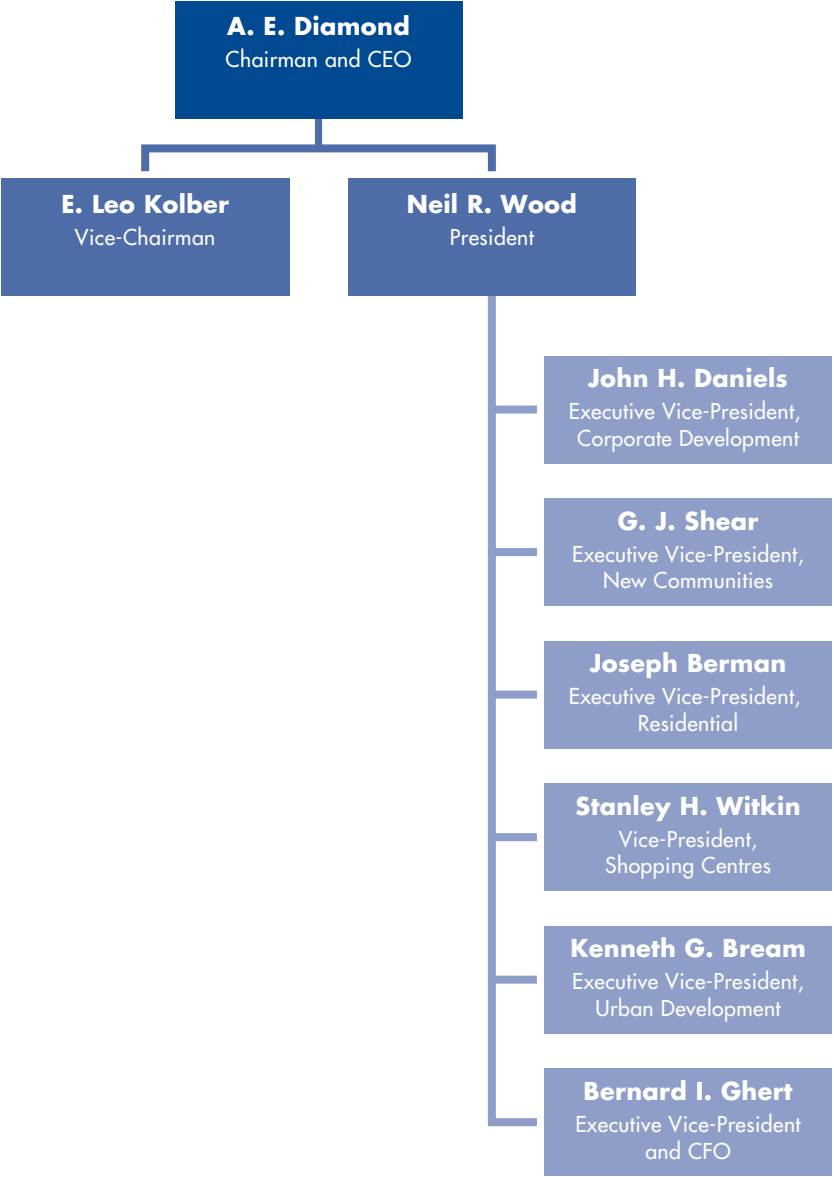 A. E. Diamond
Chairman and CEO
E. Leo Kolber
Vice-Chairman
Neil R. Wood
President
John H. Daniels
Executive Vice-President,
Corporate Development
G. J. Shear
Executive Vice-President,
New Communities
Joseph Berman
Executive Vice-President,
Residential
Stanley H. Witkin
Vice-President,
Shopping Centres
Kenneth G. Bream
Executive Vice-President,
Urban Development
Bernard I. Ghert
Executive Vice-President
and CFO